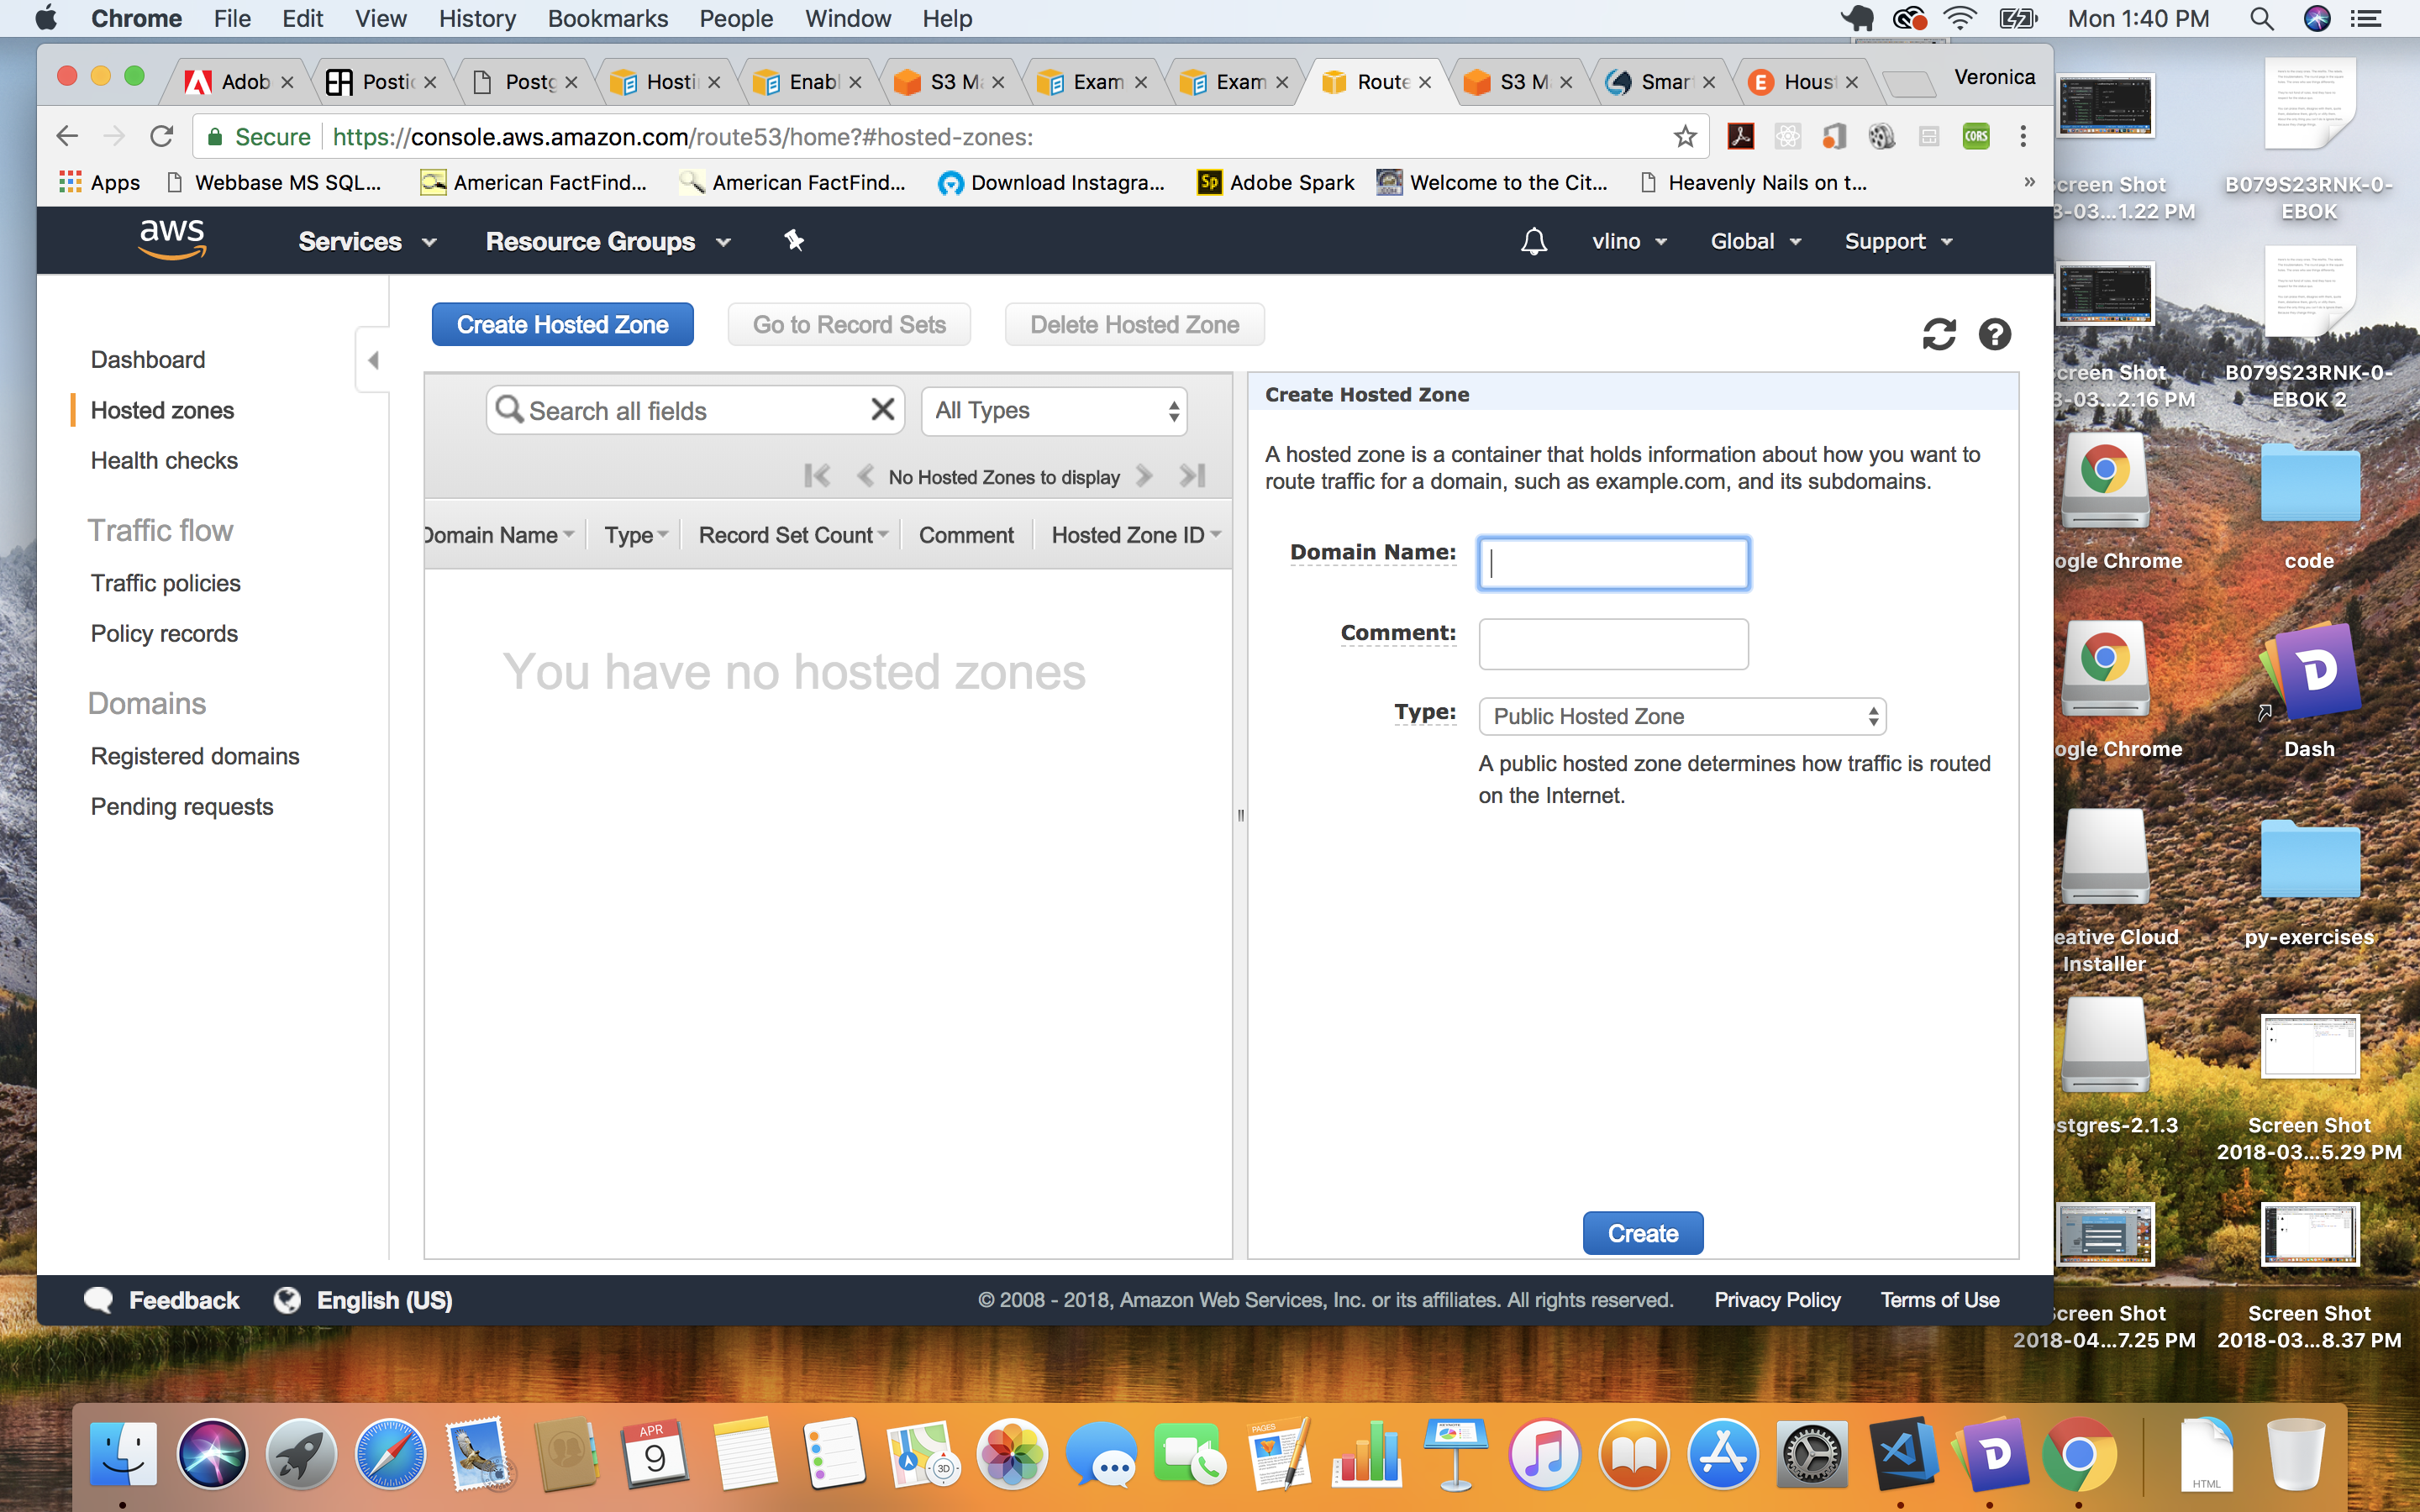 Chrome File Edit View History Bookmarks People Window Help Mon 1:40 PM
Adob Postic Postg Hosti Enabl S3 Ma Exam Exam Route S3 M Smar Houst Veronica
Secure https://console.aws.amazon.com/route53/home?#hosted-zones: CORS
Apps Webbase MS SQL... American FactFind... American FactFind... Download Instagra... Sp Adobe Spark Welcome to the Cit... Heavenly Nails on t... »
aws Services Resource Groups vlino Global Support
Create Hosted Zone Go to Record Sets Delete Hosted Zone
Dashboard
Hosted zones
Health checks
Traffic flow
Traffic policies
Policy records
Domains
Registered domains
Pending requests
Search all fields All Types
No Hosted Zones to display
Domain Name Type Record Set Count Comment Hosted Zone ID
You have no hosted zones
Create Hosted Zone
A hosted zone is a container that holds information about how you want to
route traffic for a domain, such as example.com, and its subdomains.
Domain Name:
Comment:
Type: Public Hosted Zone
A public hosted zone determines how traffic is routed
on the Internet.
Create
Feedback English (US) © 2008 - 2018, Amazon Web Services, Inc. or its affiliates. All rights reserved. Privacy Policy Terms of Use
creen Shot
3-03...1.22 PM
B079S23RNK-0-
EBOK
creen Shot
3-03...2.16 PM
B079S23RNK-0-
EBOK 2
ogle Chrome
code
ogle Chrome
Dash
eative Cloud
Installer
py-exercises
stgres-2.1.3
Screen Shot
2018-03...5.29 PM
creen Shot
2018-04...7.25 PM
Screen Shot
2018-03...8.37 PM
APR
9
3D
PAGES
HTML